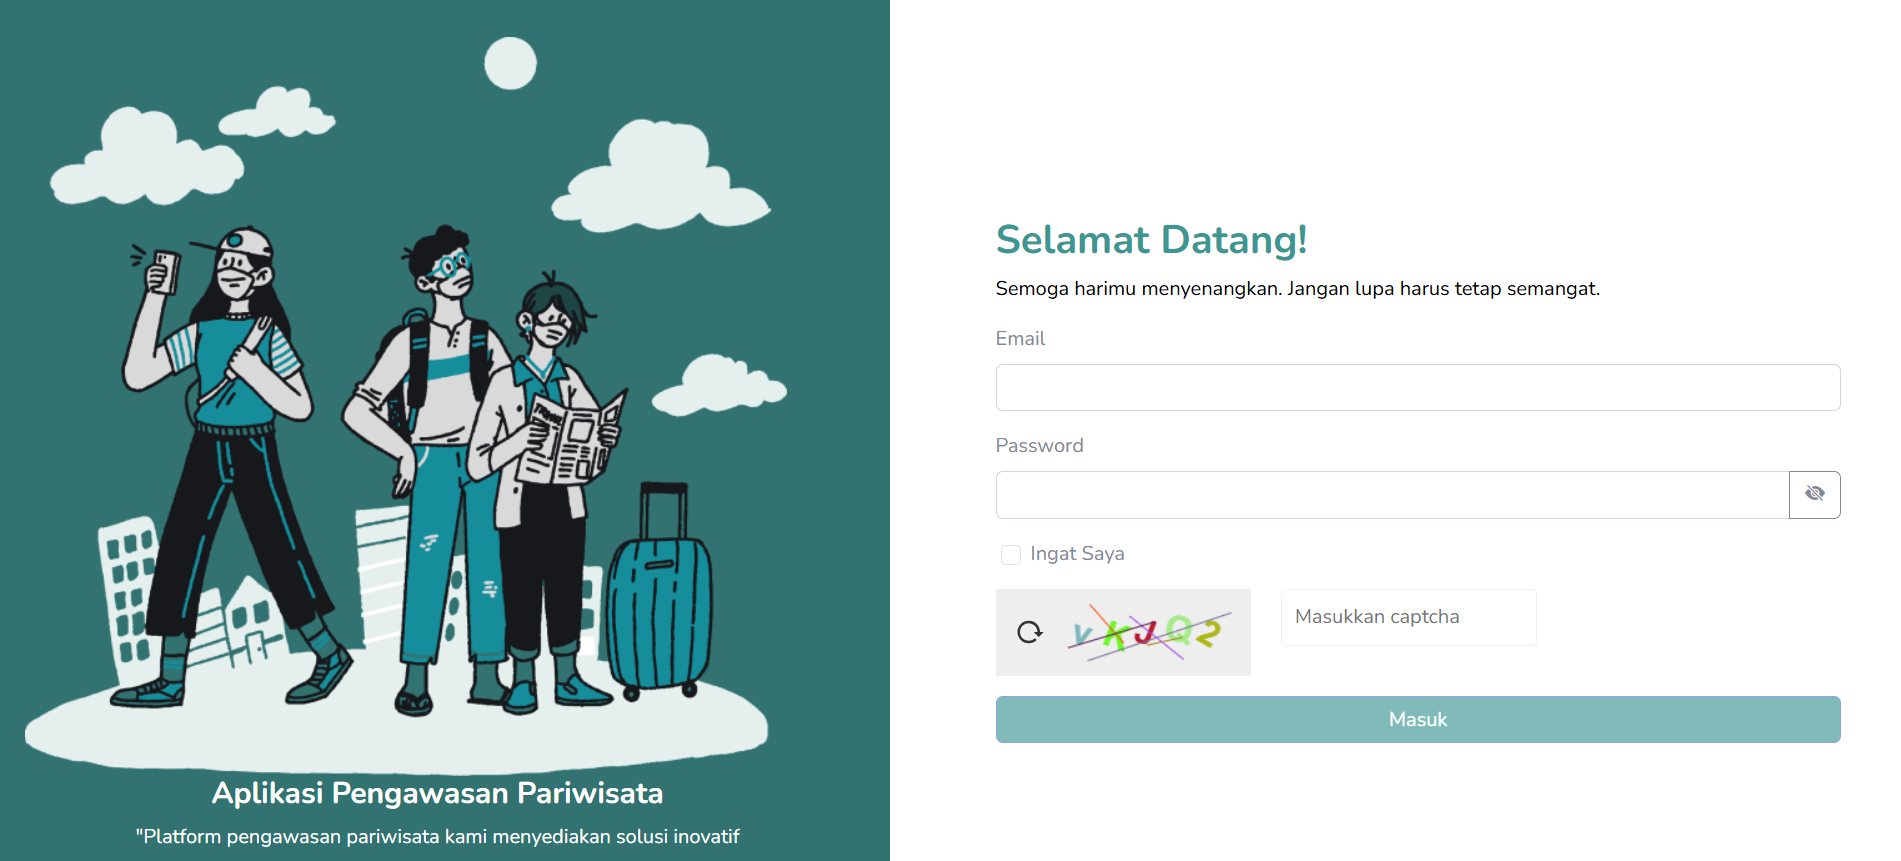 Aplikasi Pengawasan Pariwisata
"Platform pengawasan pariwisata kami menyediakan solusi inovatif
Selamat Datang!
Semoga harimu menyenangkan. Jangan lupa harus tetap semangat.
Email
Password
Ingat Saya
Masukkan captcha
Masuk